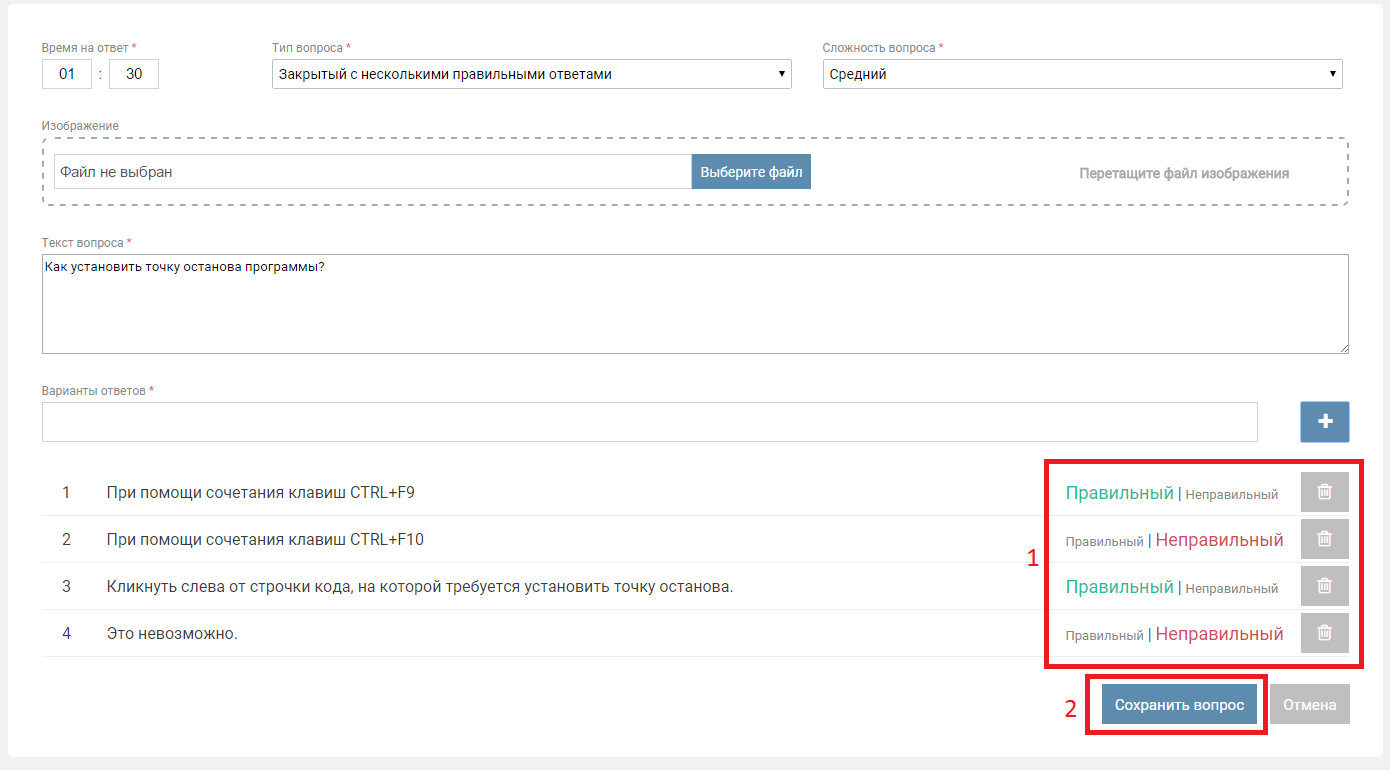 Время на ответ * Тип вопроса * Сложность вопроса *
01 : 30 Закрытый с несколькими правильными ответами Средний
Изображение
Файл не выбран Выберите файл Перетащите файл изображения
Текст вопроса *
Как установить точку останова программы?
Варианты ответов *
+
1 При помощи сочетания клавиш CTRL+F9 Правильный | Неправильный
2 При помощи сочетания клавиш CTRL+F10 Правильный | Неправильный
1
3 Кликнуть слева от строчки кода, на которой требуется установить точку останова. Правильный | Неправильный
4 Это невозможно. Правильный | Неправильный
2 Сохранить вопрос Отмена